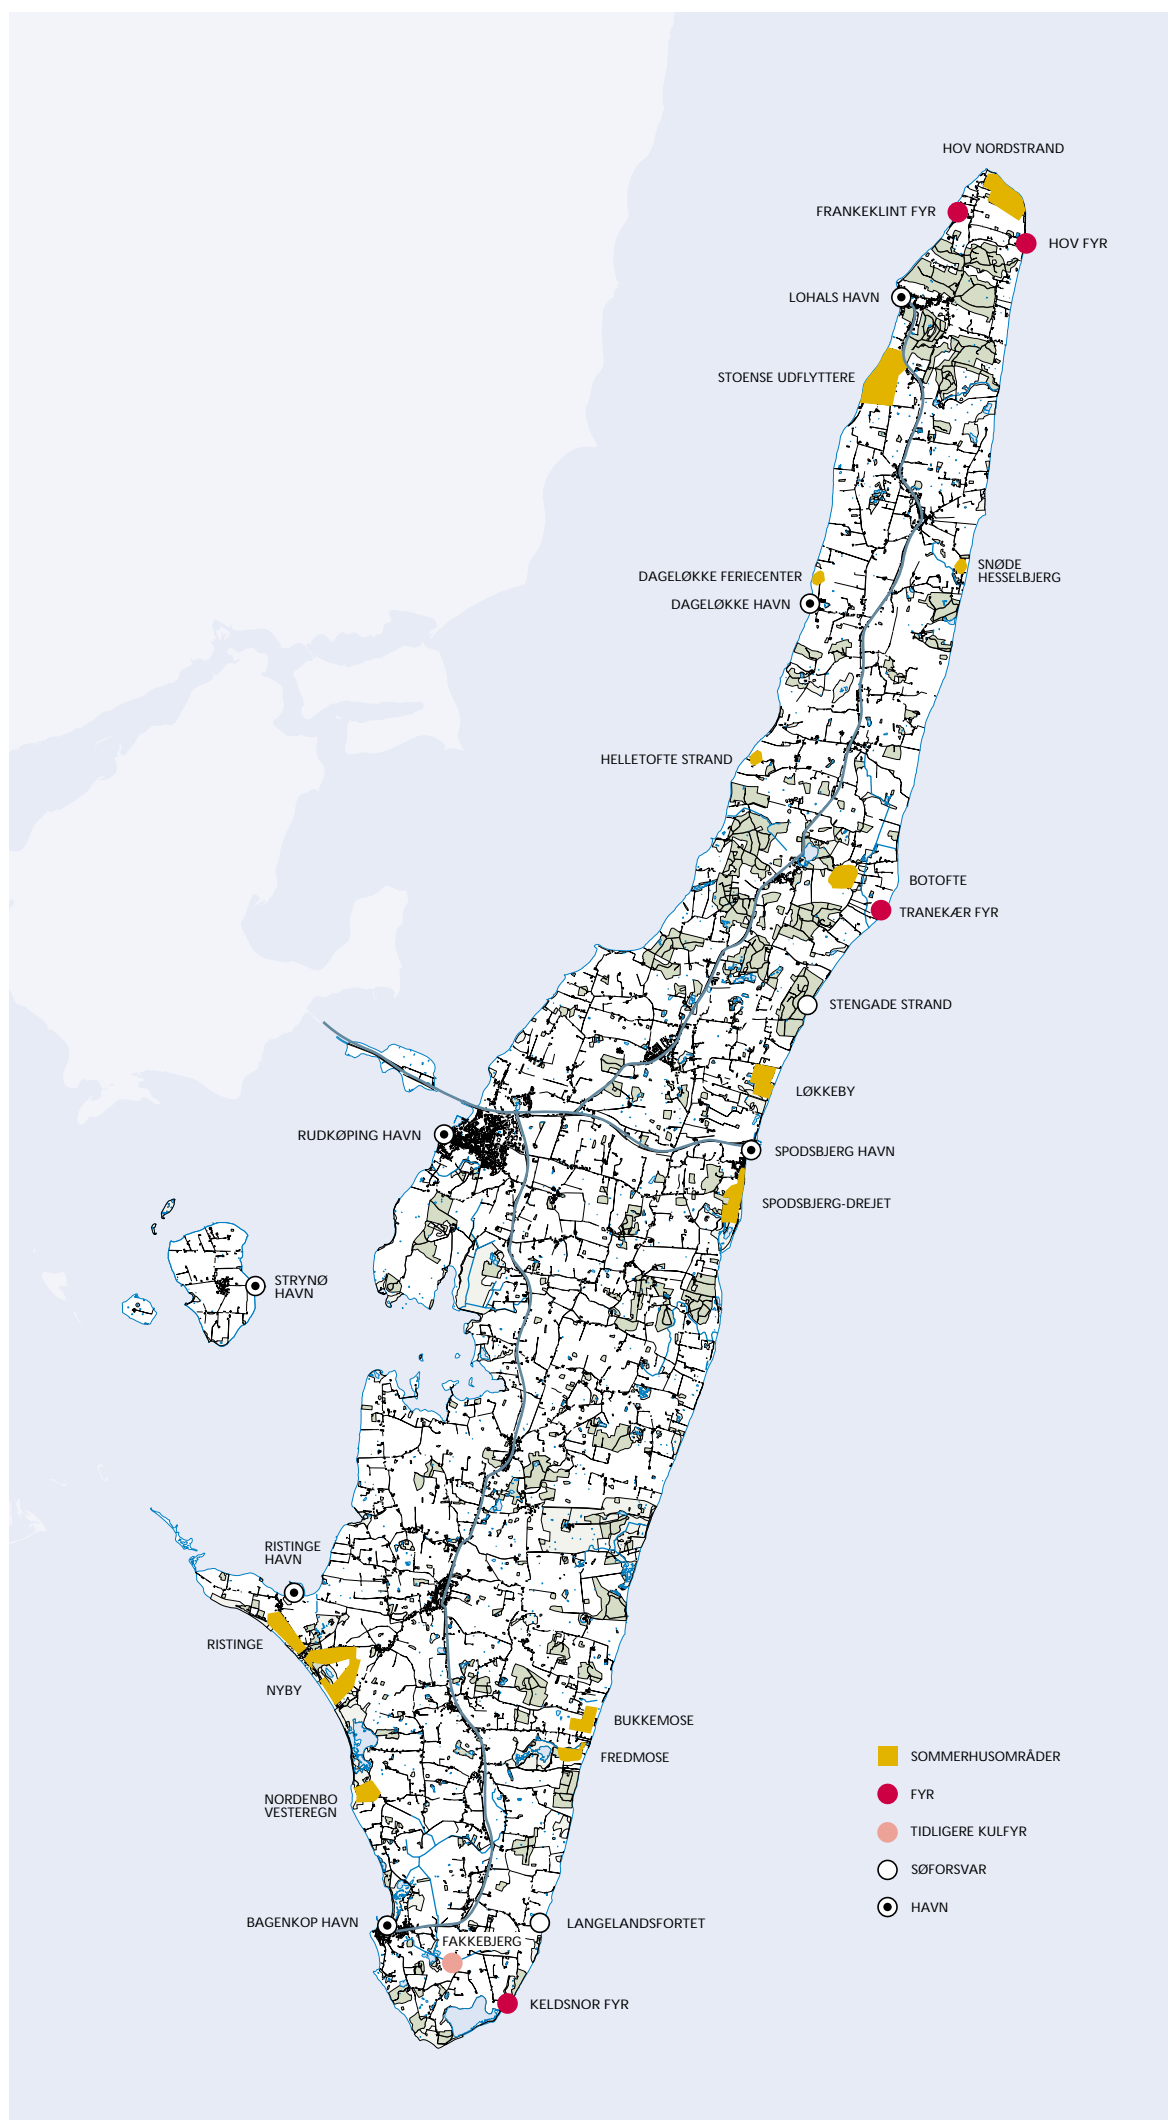 HOV NORDSTRAND
FRANKEKLINT FYR
HOV FYR
LOHALS HAVN
STOENSE UDFLYTTERE
SNØDE
HESSELBJERG
DAGELØKKE FERIECENTER
DAGELØKKE HAVN
HELLETOFTE STRAND
BOTOFTE
TRANEKÆR FYR
STENGADE STRAND
LØKKEBY
RUDKØPING HAVN
SPODSBJERG HAVN
SPODSBJERG-DREJET
STRYNØ
HAVN
RISTINGE
HAVN
RISTINGE
NYBY
BUKKEMOSE
FREDMOSE
NORDENBO
VESTEREGN
BAGENKOP HAVN
LANGELANDSFORTET
FAKKEBJERG
KELDSNOR FYR
SOMMERHUSOMRÅDER
FYR
TIDLIGERE KULFYR
SØFORSVAR
HAVN